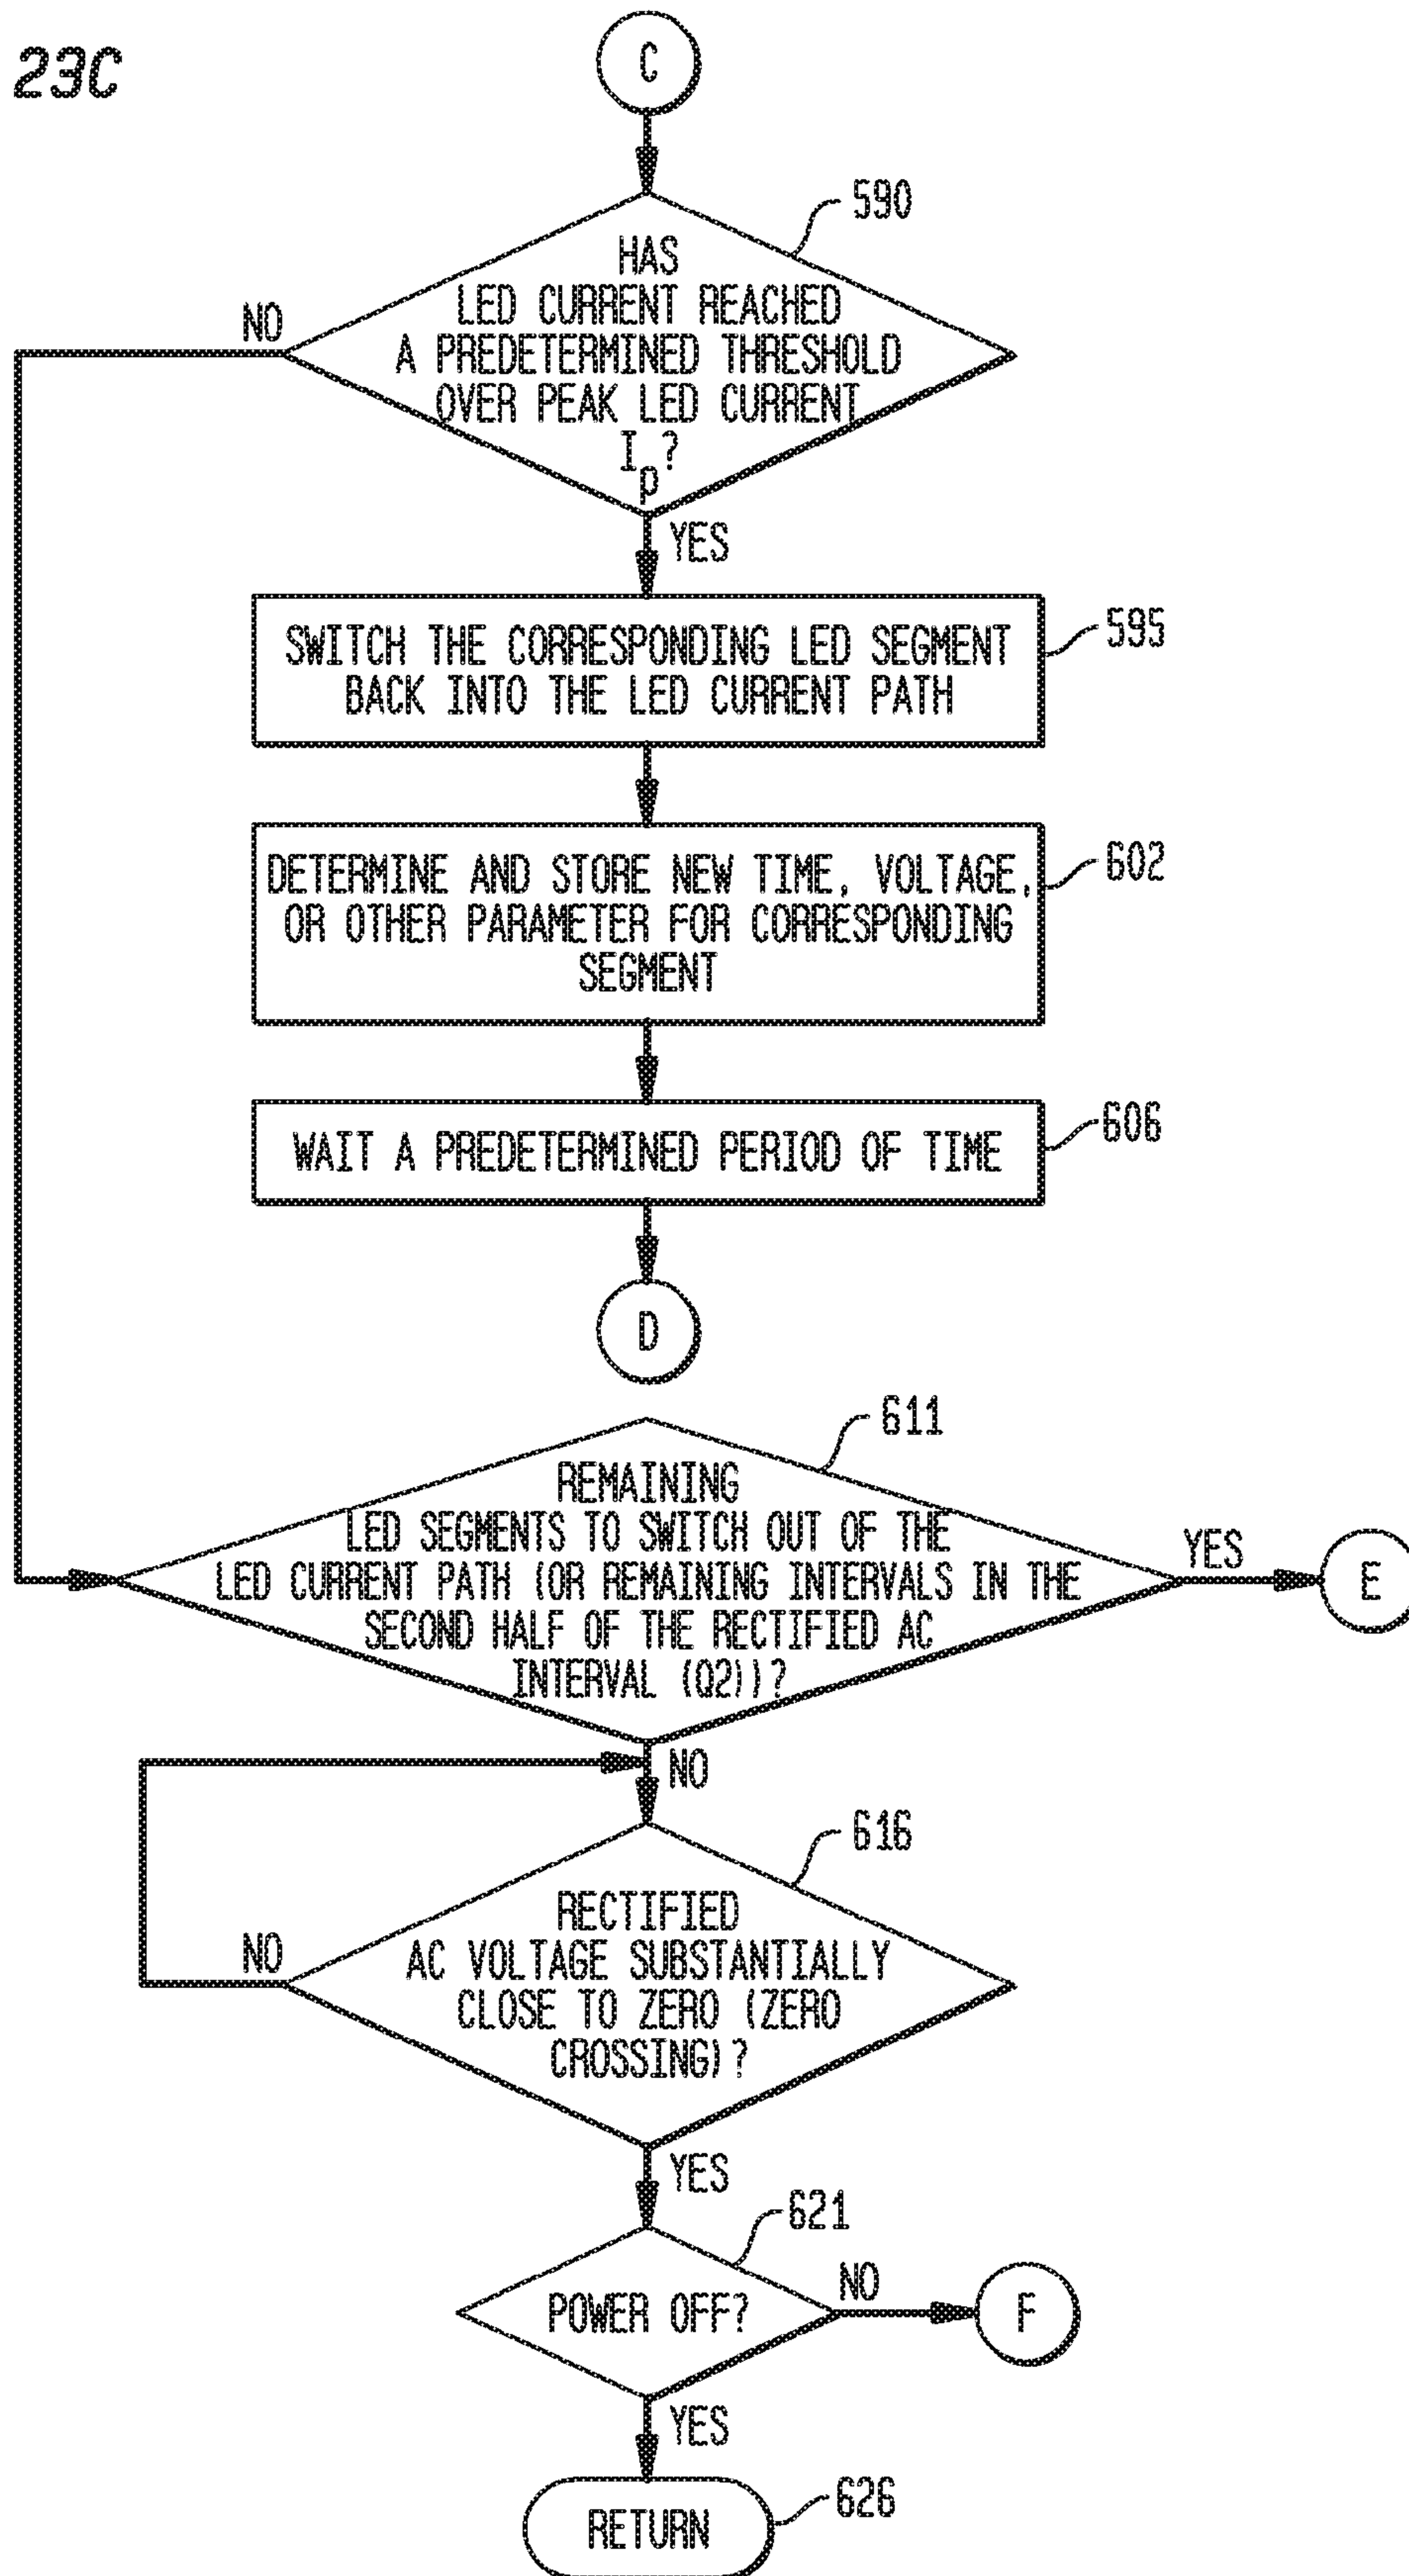 23C
C
590
HAS
LED CURRENT REACHED
A PREDETERMINED THRESHOLD
OVER PEAK LED CURRENT
Ip?
NO
YES
SWITCH THE CORRESPONDING LED SEGMENT
BACK INTO THE LED CURRENT PATH
595
DETERMINE AND STORE NEW TIME, VOLTAGE,
OR OTHER PARAMETER FOR CORRESPONDING
SEGMENT
602
WAIT A PREDETERMINED PERIOD OF TIME
606
D
611
REMAINING
LED SEGMENTS TO SWITCH OUT OF THE
LED CURRENT PATH (OR REMAINING INTERVALS IN THE
SECOND HALF OF THE RECTIFIED AC
INTERVAL (Q2))?
YES
E
NO
616
RECTIFIED
AC VOLTAGE SUBSTANTIALLY
CLOSE TO ZERO (ZERO
CROSSING)?
NO
YES
621
POWER OFF?
NO
F
YES
RETURN
626